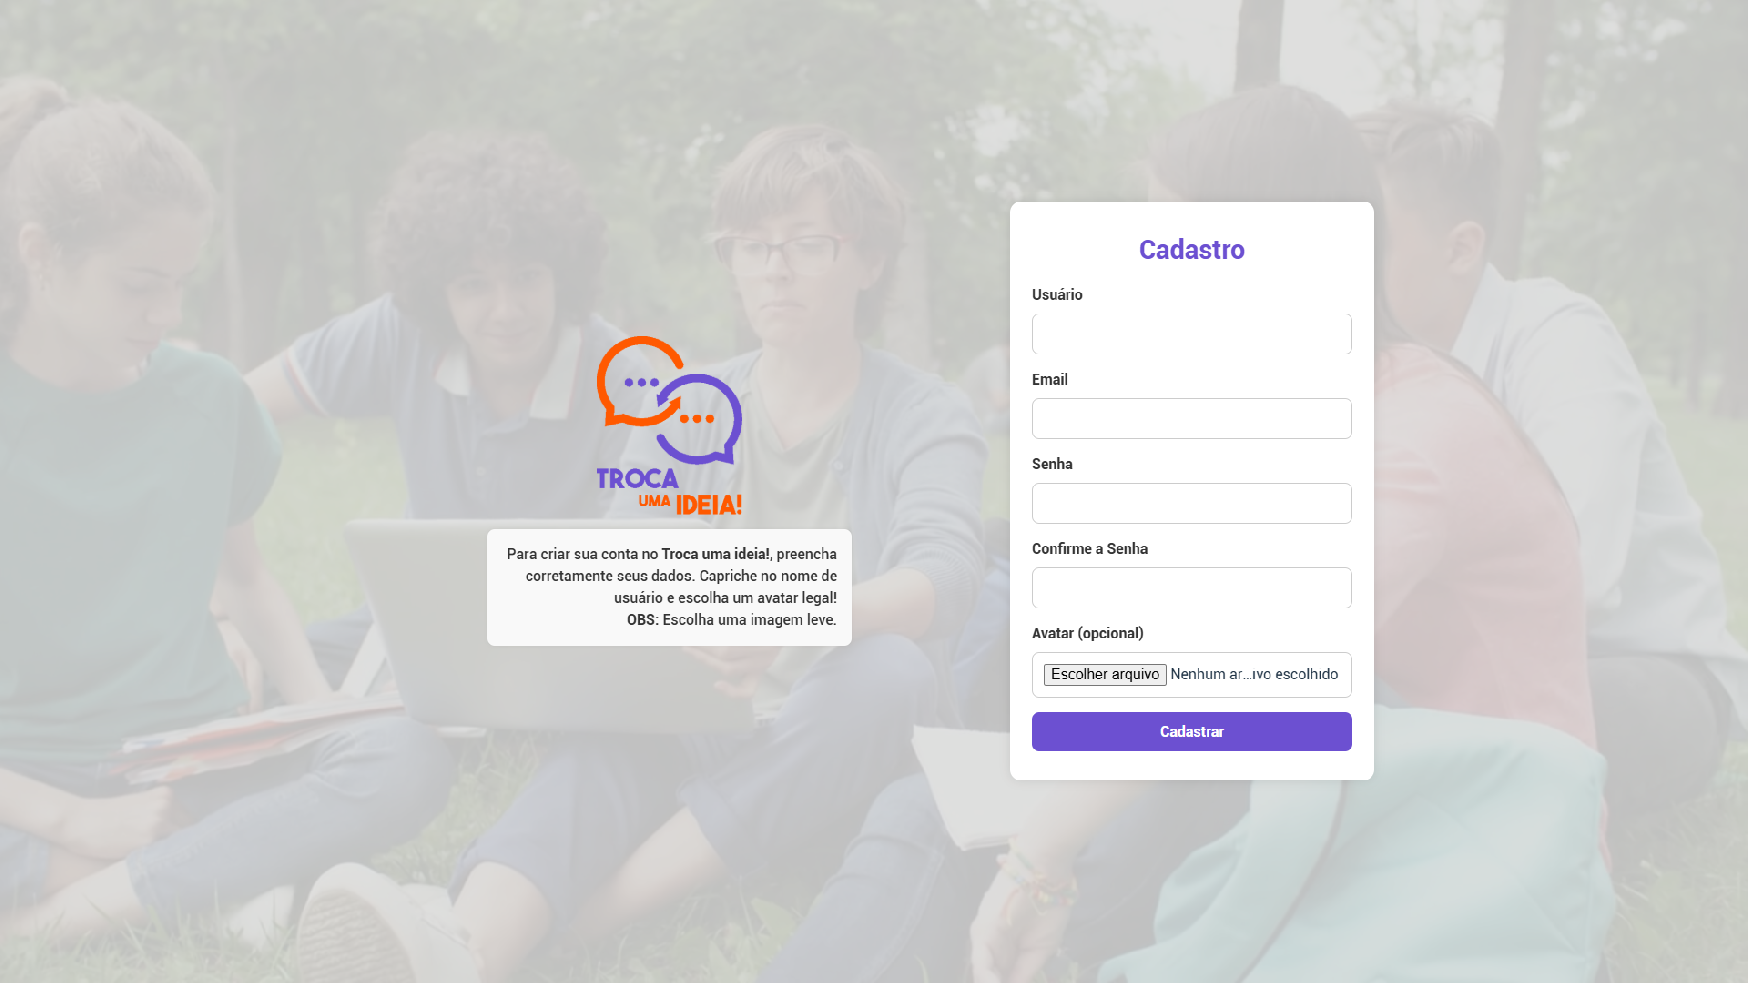 TROCA
UMA IDEIA!
Para criar sua conta no Troca uma ideia!, preencha
corretamente seus dados. Capriche no nome de
usuário e escolha um avatar legal!
OBS: Escolha uma imagem leve.
Cadastro
Usuário
Email
Senha
Confirme a Senha
Avatar (opcional)
Escolher arquivo Nenhum ar...ivo escolhido
Cadastrar